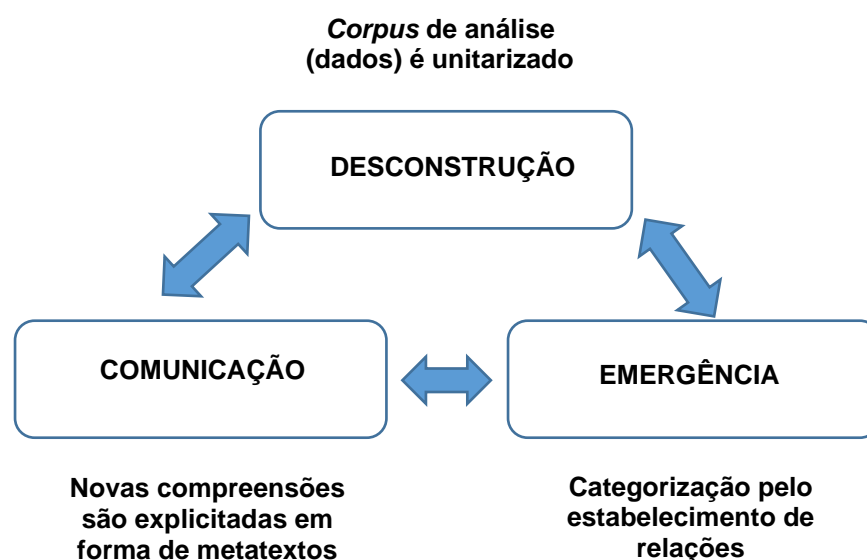 Corpus de análise
(dados) é unitarizado
DESCONSTRUÇÃO
COMUNICAÇÃO
EMERGÊNCIA
Novas compreensões
são explicitadas em
forma de metatextos
Categorização pelo
estabelecimento de
relações